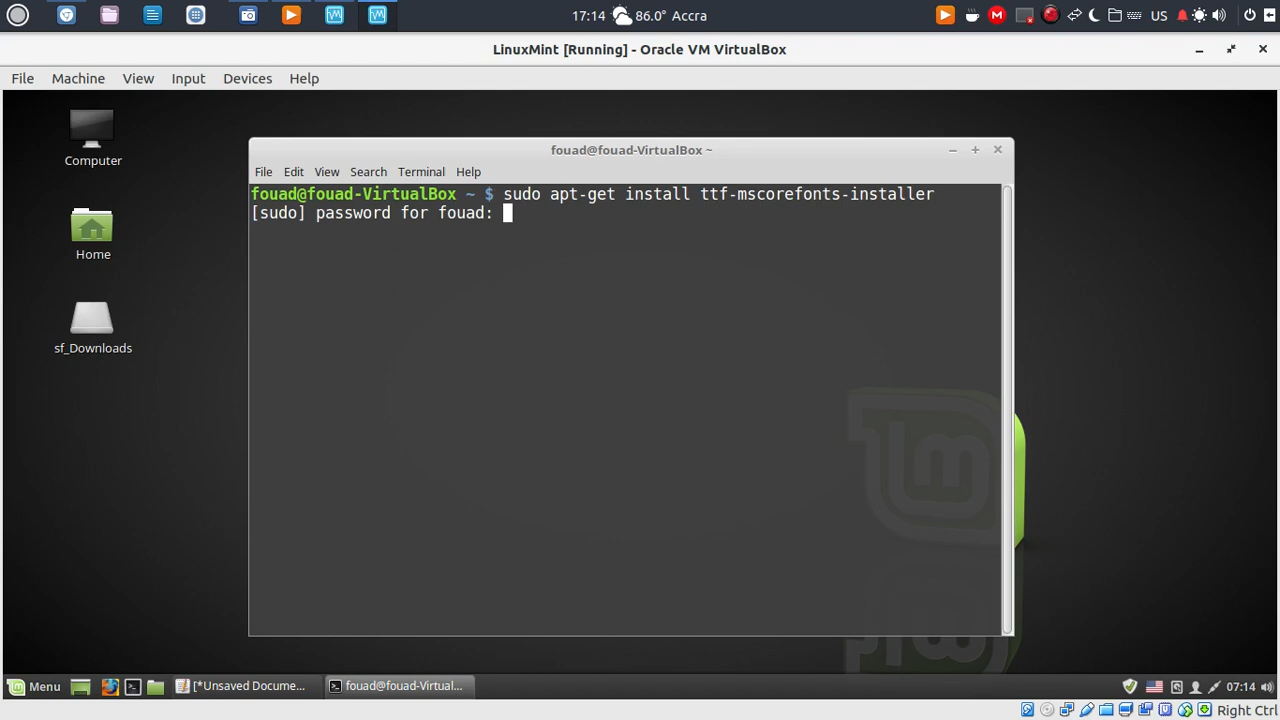 17:14 86.0° Accra
US
LinuxMint [Running] - Oracle VM VirtualBox
File Machine View Input Devices Help
Computer
Home
sf_Downloads
fouad@fouad-VirtualBox ~
File Edit View Search Terminal Help
fouad@fouad-VirtualBox ~ $ sudo apt-get install ttf-mscorefonts-installer
[sudo] password for fouad:
Menu
[*Unsaved Docume...
fouad@fouad-Virtual...
07:14
Right Ctrl